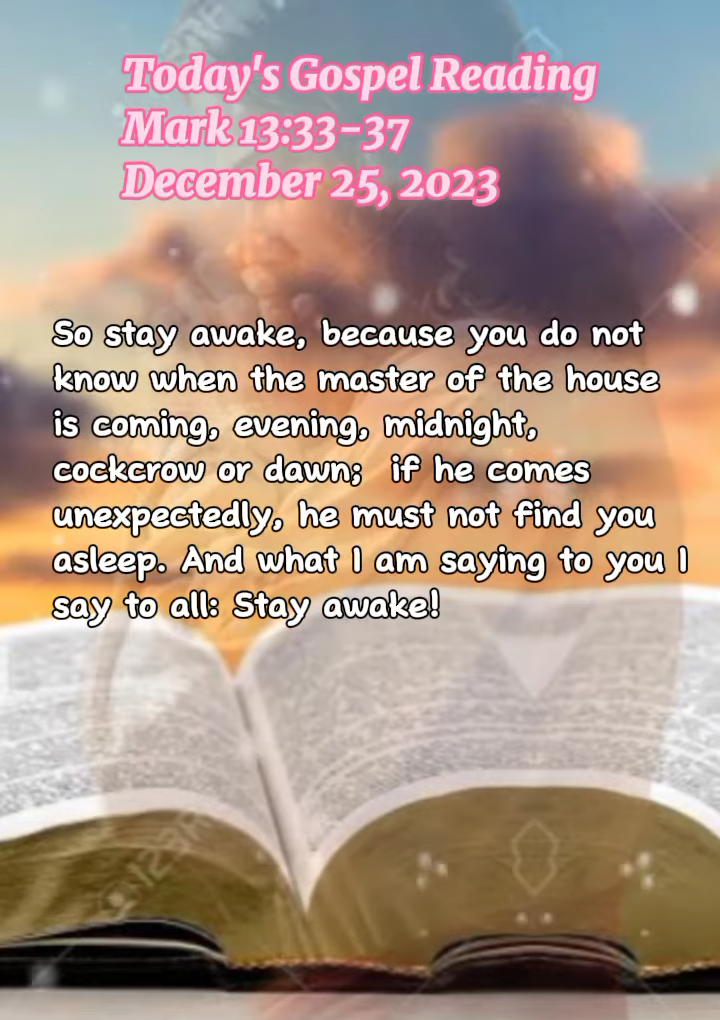 Today's Gospel Reading
Mark 13:33-37
December 25, 2023
So stay awake, because you do not
know when the master of the house
is coming, evening, midnight,
cockcrow or dawn;  if he comes
unexpectedly, he must not find you
asleep. And what I am saying to you I
say to all: Stay awake!